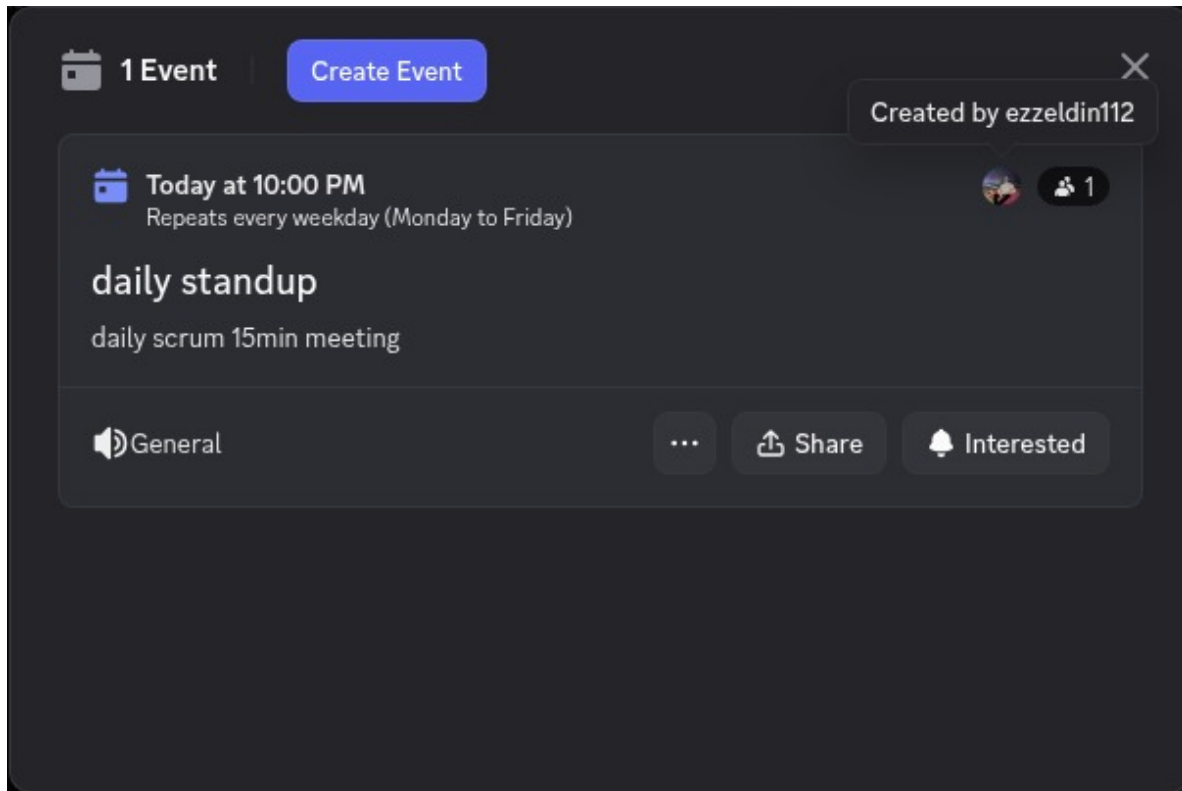 1 Event
Create Event
Created by ezzeldin112
Today at 10:00 PM
1
Repeats every weekday (Monday to Friday)
daily standup
daily scrum 15min meeting
General
Share
Interested